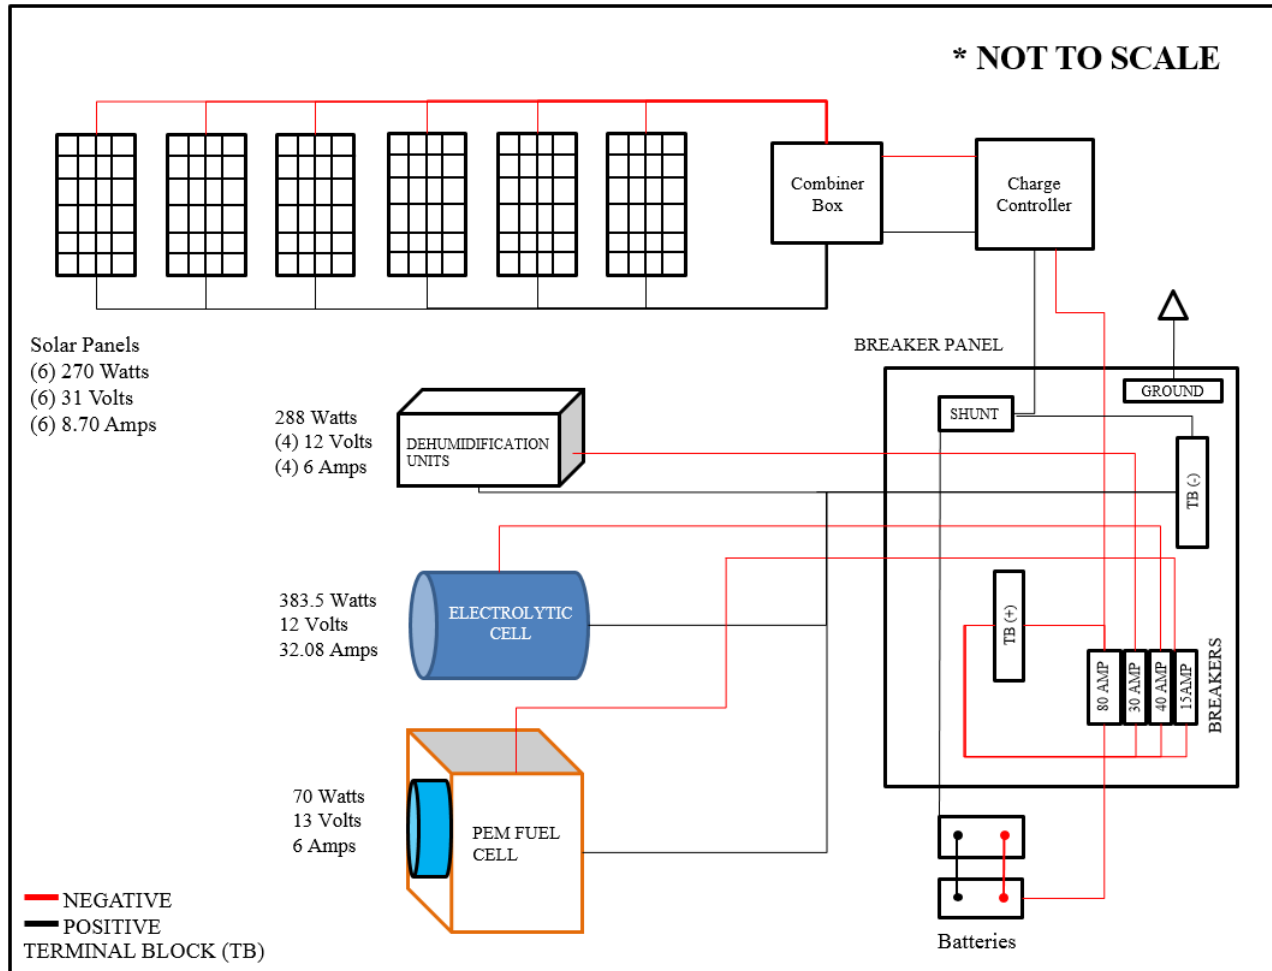 * NOT TO SCALE
Combiner
Box
Charge
Controller
Solar Panels
(6) 270 Watts
(6) 31 Volts
(6) 8.70 Amps
BREAKER PANEL
GROUND
SHUNT
TB (-)
288 Watts
(4) 12 Volts
(4) 6 Amps
DEHUMIDIFICATION
UNITS
383.5 Watts
12 Volts
32.08 Amps
ELECTROLYTIC
CELL
TB (+)
80 AMP
30 AMP
40 AMP
15AMP
BREAKERS
70 Watts
13 Volts
6 Amps
PEM FUEL
CELL
NEGATIVE
POSITIVE
TERMINAL BLOCK (TB)
Batteries